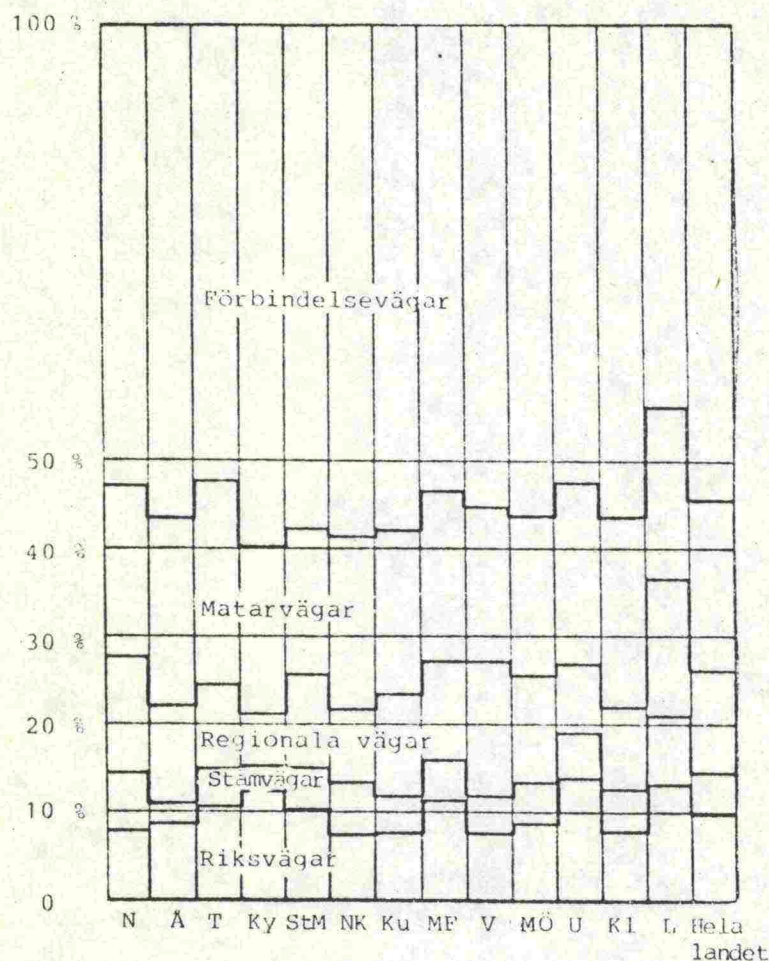 100 %
Förbindelsevägar
50 %
40 %
Matarvägar
30 %
20 %
Regionala vägar
Stamvägar
10 %
Riksvägar
0
N Å T Ky StM NK Ku MF V MÖ U Kl L Hela
landet